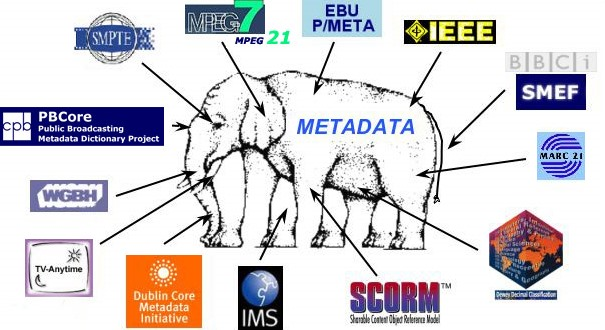 SMPTE
MPEG 7
MPEG 21
EBU
P/META
IEEE
BBCi
SMEF
cpb
PBCore
Public Broadcasting
Metadata Dictionary Project
METADATA
MARC 21
WGBH
TV-Anytime
Dublin Core
Metadata
Initiative
IMS
SCORM™
Sharable Content Object Reference Model
Dewey Decimal Classification